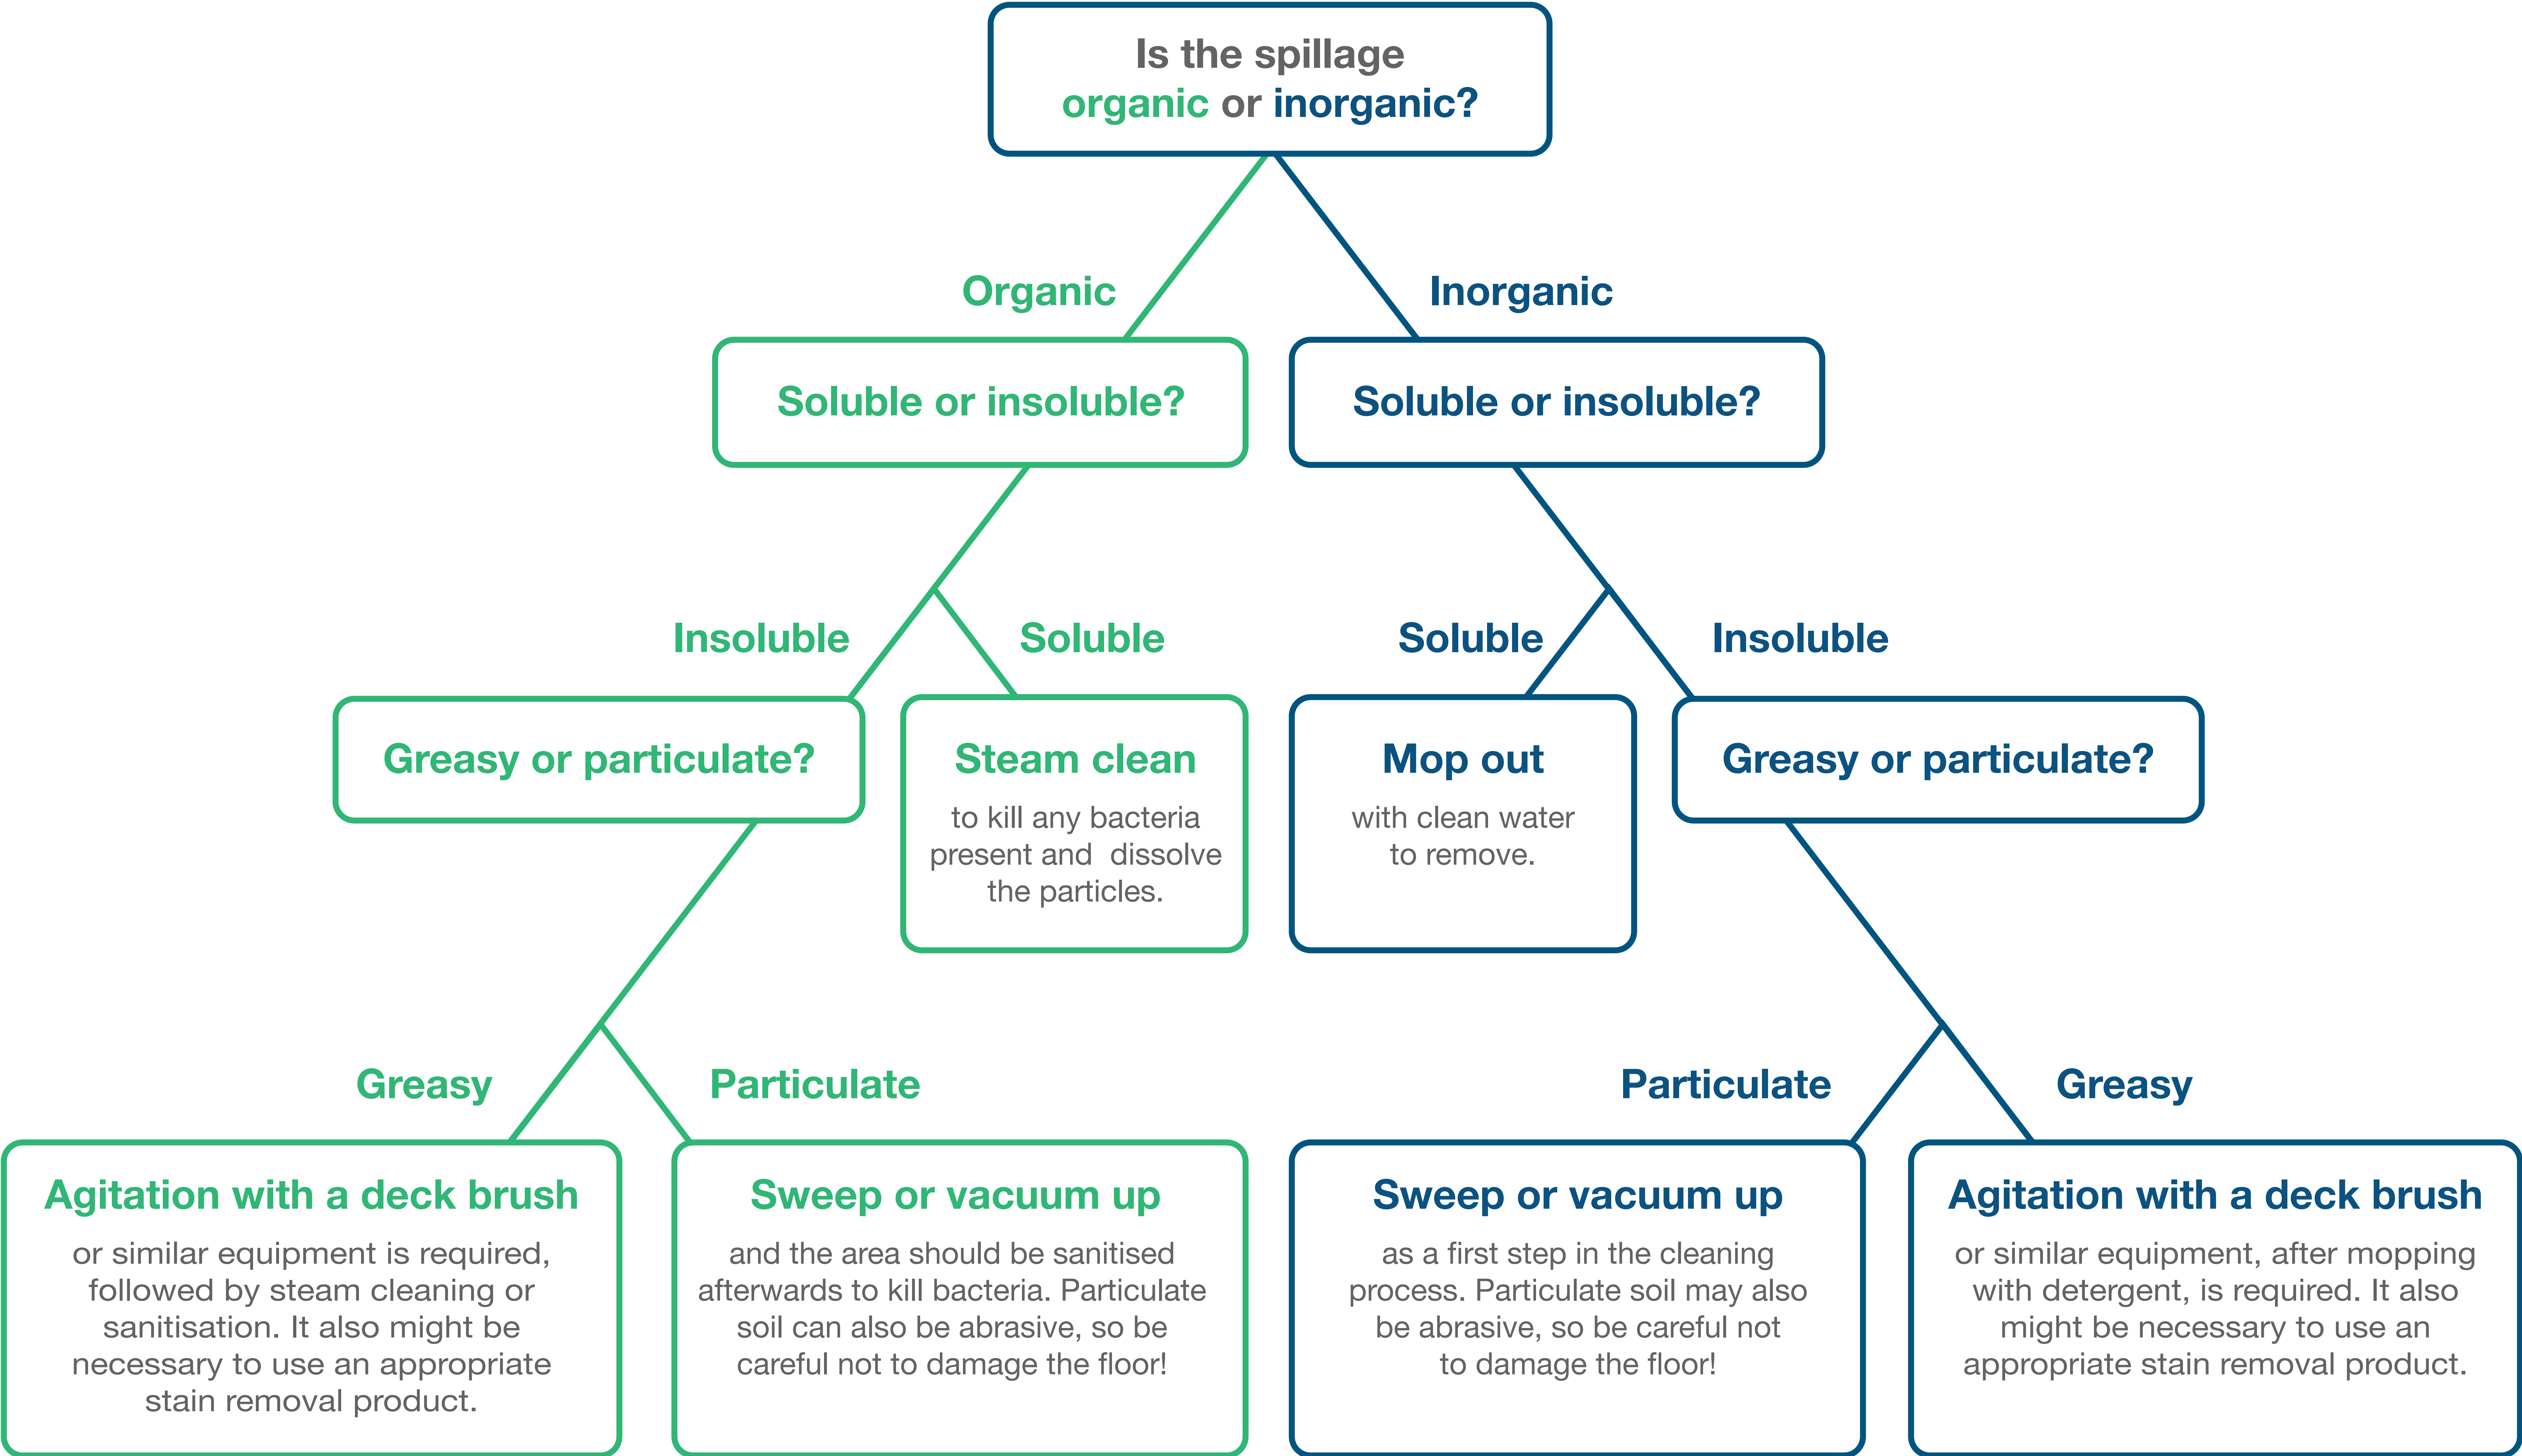 Is the spillage
organic or inorganic?
Organic
Inorganic
Soluble or insoluble?
Soluble or insoluble?
Insoluble
Soluble
Soluble
Insoluble
Greasy or particulate?
Steam clean
to kill any bacteria
present and dissolve
the particles.
Mop out
with clean water
to remove.
Greasy or particulate?
Greasy
Particulate
Particulate
Greasy
Agitation with a deck brush
or similar equipment is required,
followed by steam cleaning or
sanitisation. It also might be
necessary to use an appropriate
stain removal product.
Sweep or vacuum up
and the area should be sanitised
afterwards to kill bacteria. Particulate
soil can also be abrasive, so be
careful not to damage the floor!
Sweep or vacuum up
as a first step in the cleaning
process. Particulate soil may also
be abrasive, so be careful not
to damage the floor!
Agitation with a deck brush
or similar equipment, after mopping
with detergent, is required. It also
might be necessary to use an
appropriate stain removal product.